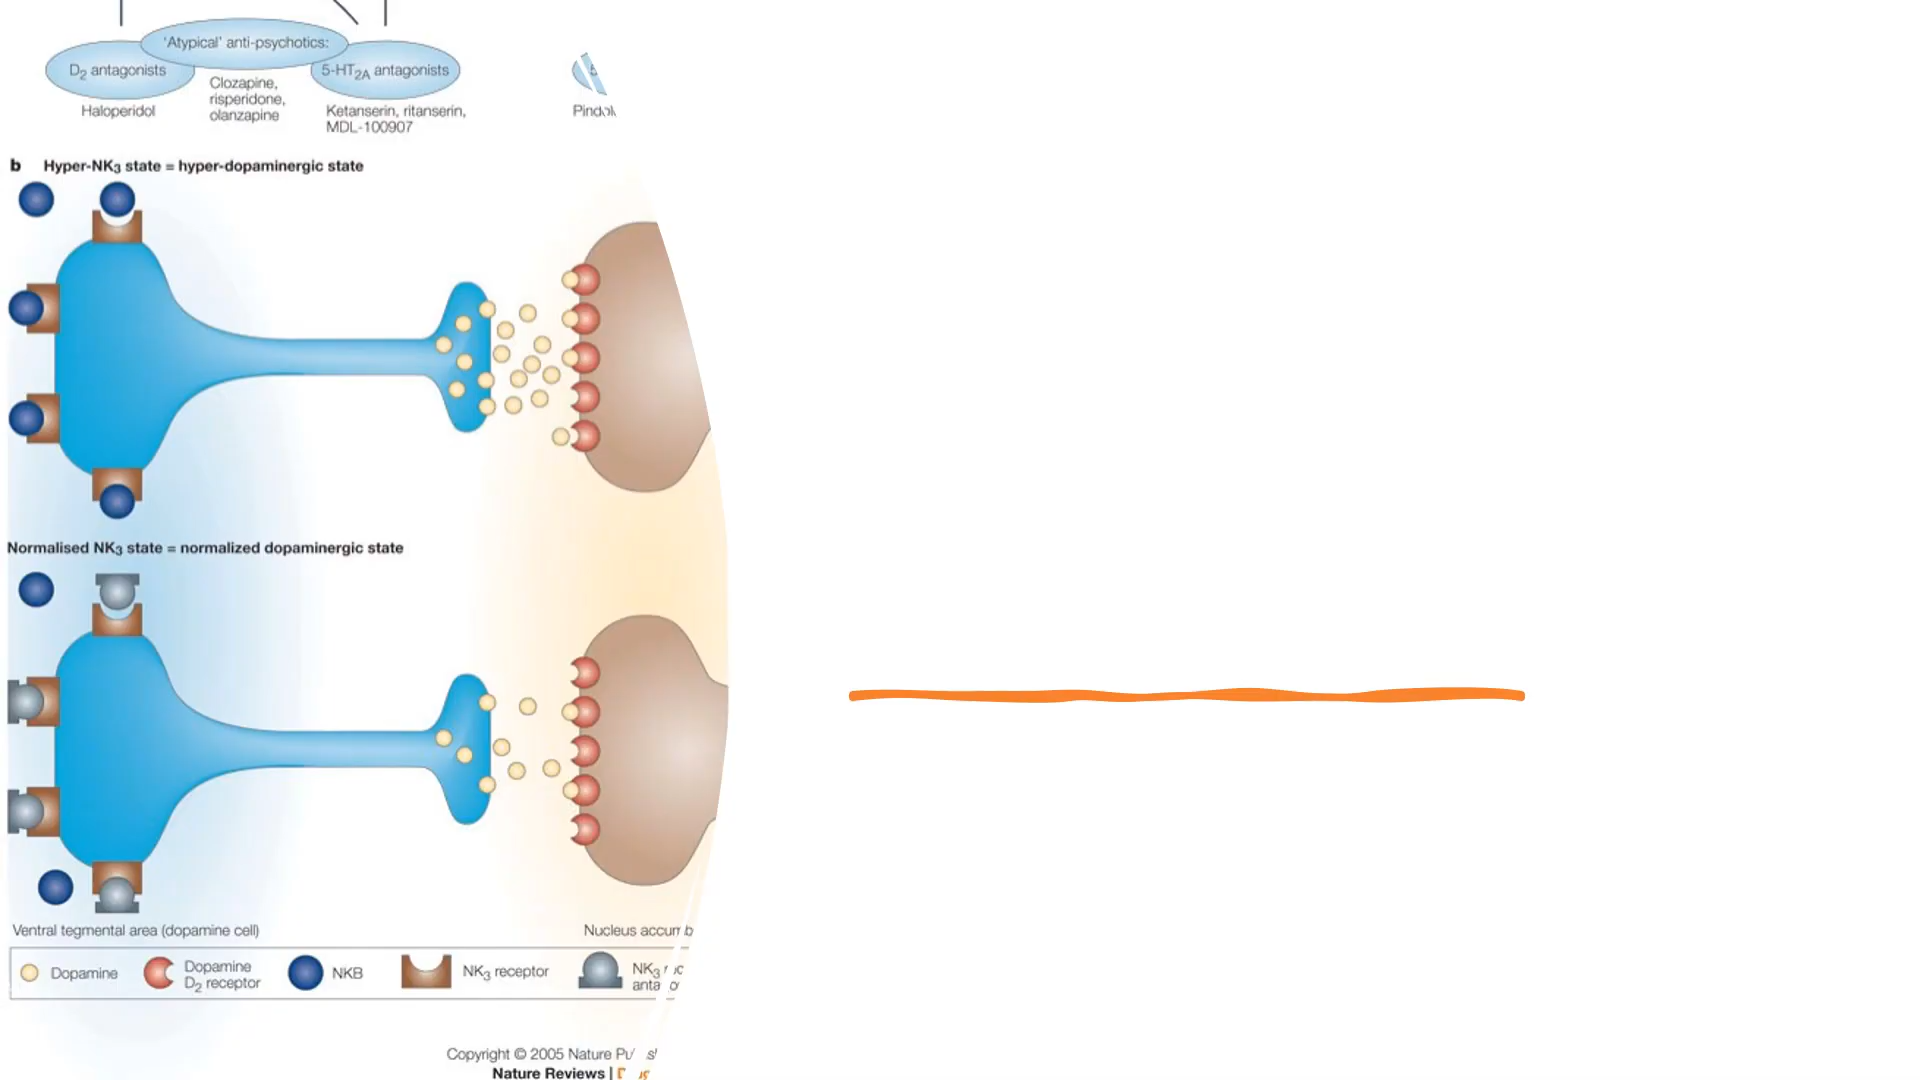 'Atypical' anti-psychotics:
D2 antagonists
5-HT2A antagonists
Clozapine,
risperidone,
olanzapine
Haloperidol
Ketanserin, ritanserin,
MDL-100907
b Hyper-NK3 state = hyper-dopaminergic state
Normalised NK3 state = normalized dopaminergic state
Ventral tegmental area (dopamine cell)
Nucleus
Dopamine
Dopamine
D2 receptor
NKB
NK3 receptor
NK3
Copyright © 2005 Nature
Nature Reviews |